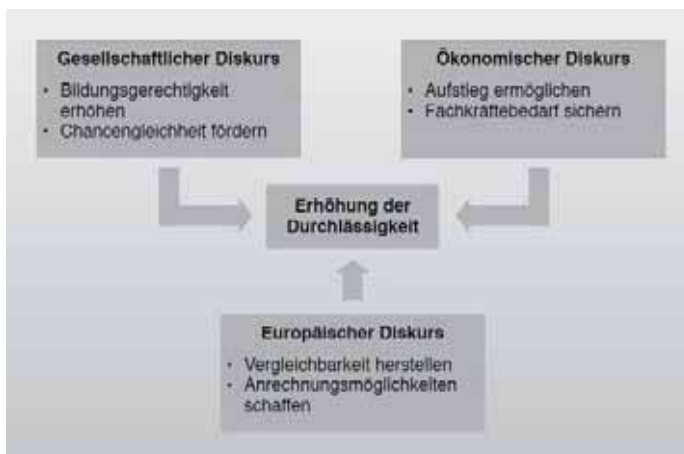 Gesellschaftlicher Diskurs
• Bildungsgerechtigkeit
erhöhen
• Chancengleichheit fördern
Ökonomischer Diskurs
• Aufstieg ermöglichen
• Fachkräftebedarf sichern
Erhöhung der
Durchlässigkeit
Europäischer Diskurs
• Vergleichbarkeit herstellen
• Anrechnungsmöglichkeiten
schaffen